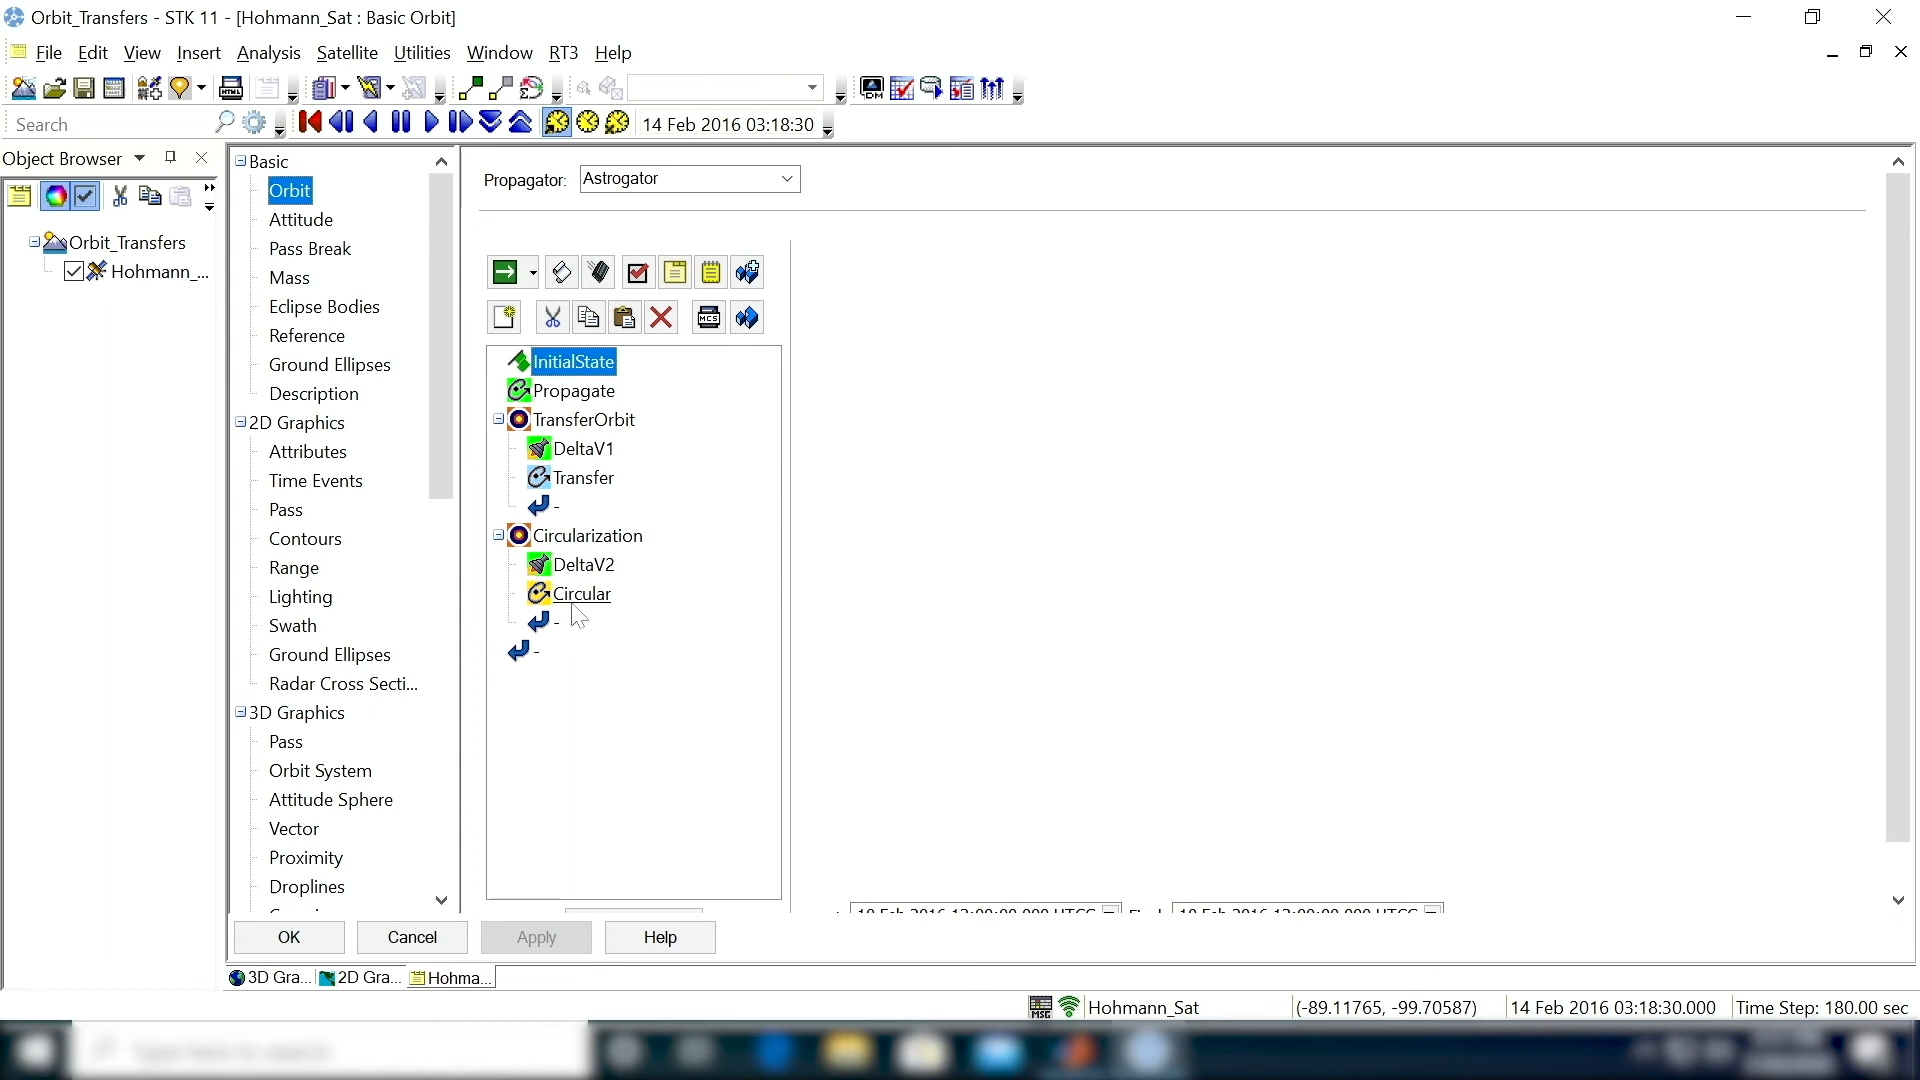 Orbit_Transfers - STK 11 - [Hohmann_Sat : Basic Orbit]
File Edit View Insert Analysis Satellite Utilities Window RT3 Help
Search
14 Feb 2016 03:18:30
Object Browser
Orbit_Transfers
Hohmann_...
Basic
Orbit
Attitude
Pass Break
Mass
Eclipse Bodies
Reference
Ground Ellipses
Description
2D Graphics
Attributes
Time Events
Pass
Contours
Range
Lighting
Swath
Ground Ellipses
Radar Cross Secti...
3D Graphics
Pass
Orbit System
Attitude Sphere
Vector
Proximity
Droplines
Propagator: Astrogator
MCS
InitialState
Propagate
TransferOrbit
DeltaV1
Transfer
-
Circularization
DeltaV2
Circular
-
-
OK Cancel Apply Help
3D Gra... 2D Gra... Hohma...
MSG Hohmann_Sat (-89.11765, -99.70587) 14 Feb 2016 03:18:30.000 Time Step: 180.00 sec